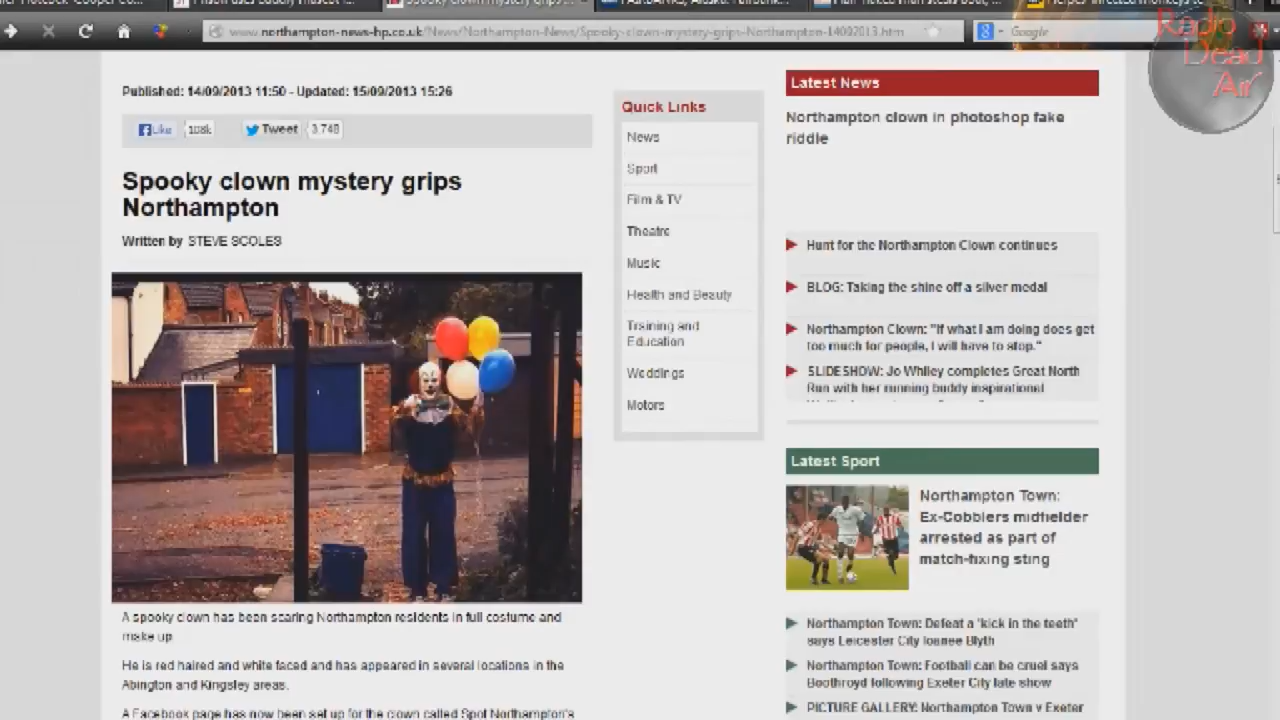 Spooky clown mystery grips
www.northampton-news-hp.co.uk/News/Northampton-News/Spooky-clown-mystery-grips-Northampton-14092013.htm
Google
Radio
Dead
Air
Published: 14/09/2013 11:50 - Updated: 15/09/2013 15:26
Like 108k Tweet 3,748
Spooky clown mystery grips
Northampton
Written by STEVE SCOLES
A spooky clown has been scaring Northampton residents in full costume and
make up
He is red haired and white faced and has appeared in several locations in the
Abington and Kingsley areas.
A Facebook page has now been set up for the clown called Spot Northampton's
Quick Links
News
Sport
Film & TV
Theatre
Music
Health and Beauty
Training and
Education
Weddings
Motors
Latest News
Northampton clown in photoshop fake
riddle
Hunt for the Northampton Clown continues
BLOG: Taking the shine off a silver medal
Northampton Clown: "If what I am doing does get
too much for people, I will have to stop."
SLIDESHOW: Jo Whiley completes Great North
Run with her running buddy inspirational
Latest Sport
Northampton Town:
Ex-Cobblers midfielder
arrested as part of
match-fixing sting
Northampton Town: Defeat a 'kick in the teeth'
says Leicester City loanee Blyth
Northampton Town: Football can be cruel says
Boothroyd following Exeter City late show
PICTURE GALLERY: Northampton Town v Exeter